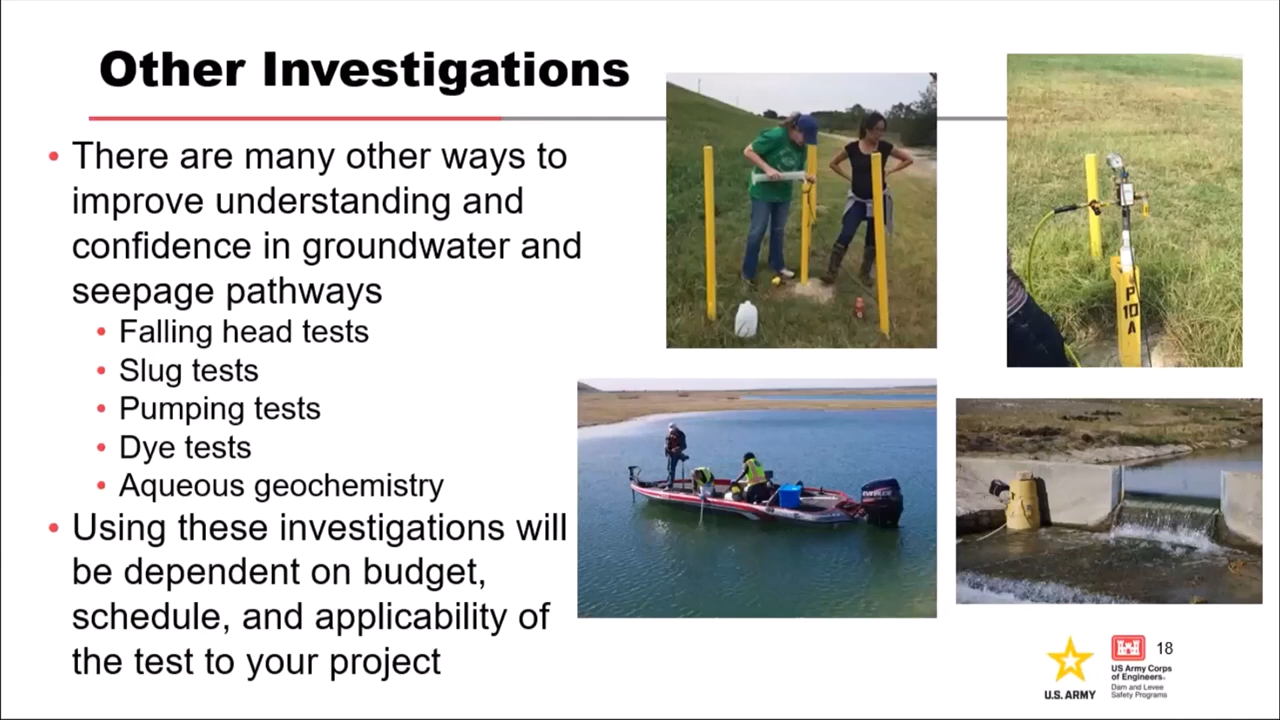 Other Investigations
• There are many other ways to
improve understanding and
confidence in groundwater and
seepage pathways
• Falling head tests
• Slug tests
• Pumping tests
• Dye tests
• Aqueous geochemistry
• Using these investigations will
be dependent on budget,
schedule, and applicability of
the test to your project
P
10
A
EVINRUDE
U.S. ARMY
US Army Corps
of Engineers®
Dam and Levee
Safety Programs
18